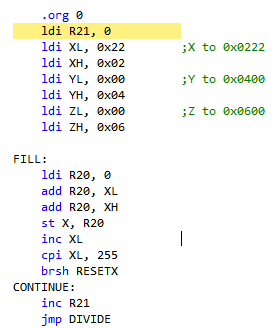 .org 0
ldi R21, 0
ldi XL, 0x22 ;X to 0x0222
ldi XH, 0x02
ldi YL, 0x00 ;Y to 0x0400
ldi YH, 0x04
ldi ZL, 0x00 ;Z to 0x0600
ldi ZH, 0x06
FILL:
ldi R20, 0
add R20, XL
add R20, XH
st X, R20
inc XL
cpi XL, 255
brsh RESETX
CONTINUE:
inc R21
jmp DIVIDE